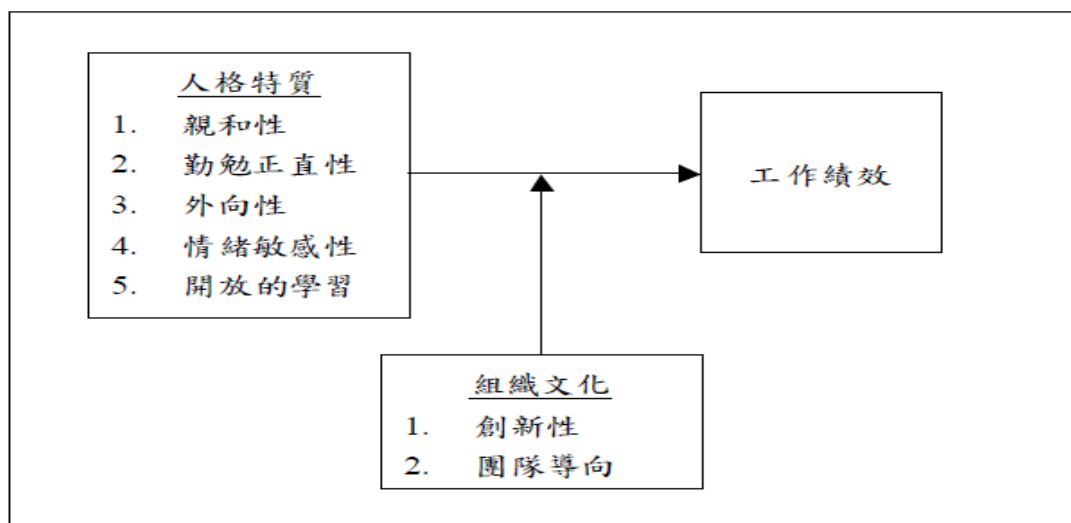 人格特質
1. 親和性
2. 勤勉正直性
3. 外向性
4. 情緒敏感性
5. 開放的學習
工作績效
組織文化
1. 創新性
2. 團隊導向